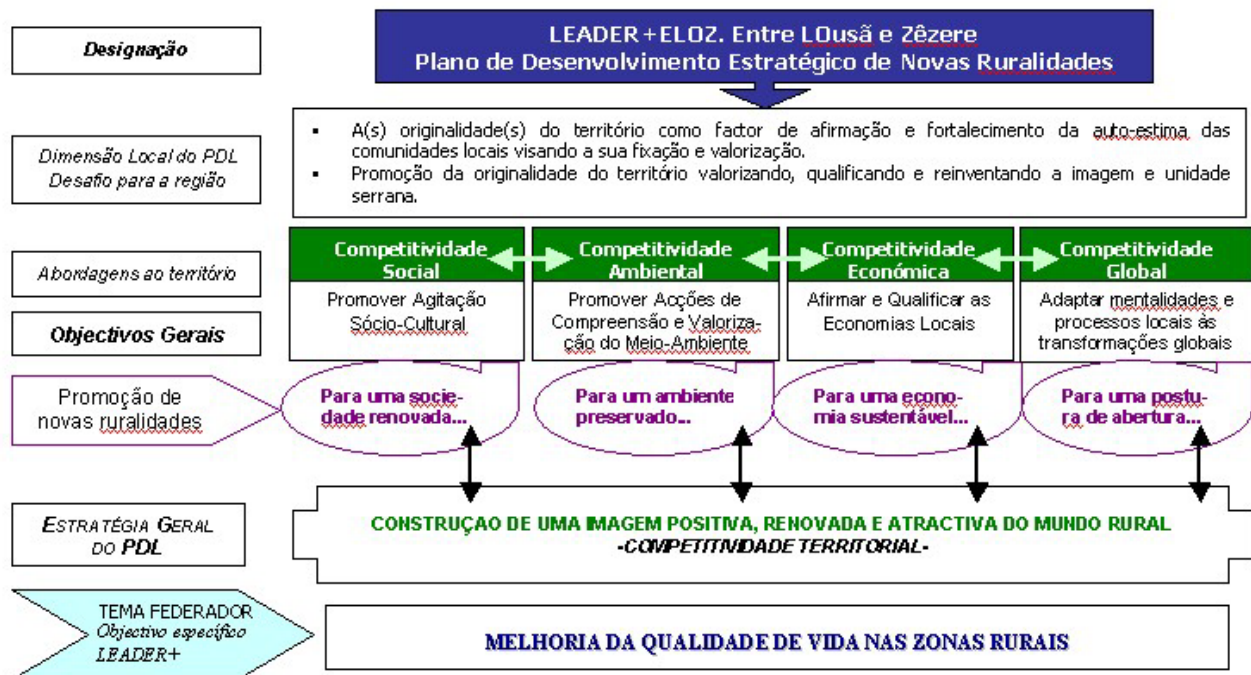 Designação
LEADER+ELOZ. Entre LOusã e Zêzere
Plano de Desenvolvimento Estratégico de Novas Ruralidades
Dimensão Local do PDL
Desafio para a região
▪ A(s) originalidade(s) do território como factor de afirmação e fortalecimento da auto-estima das
comunidades locais visando a sua fixação e valorização.
▪ Promoção da originalidade do território valorizando, qualificando e reinventando a imagem e unidade
serrana.
Abordagens ao território
Competitividade
Social
Competitividade
Ambiental
Competitividade
Económica
Competitividade
Global
Objectivos Gerais
Promover Agitação
Sócio-Cultural
Promover Acções de
Compreensão e Valoriza-
ção do Meio-Ambiente
Afirmar e Qualificar as
Economias Locais
Adaptar mentalidades e
processos locais às
transformações globais
Promoção de
novas ruralidades
Para uma socie-
dade renovada...
Para um ambiente
preservado...
Para uma econo-
mia sustentável...
Para uma postu-
ra de abertura...
ESTRATÉGIA GERAL
DO PDL
CONSTRUÇAO DE UMA IMAGEM POSITIVA, RENOVADA E ATRACTIVA DO MUNDO RURAL
-COMPETITIVIDADE TERRITORIAL-
TEMA FEDERADOR
Objectivo específico
LEADER+
MELHORIA DA QUALIDADE DE VIDA NAS ZONAS RURAIS